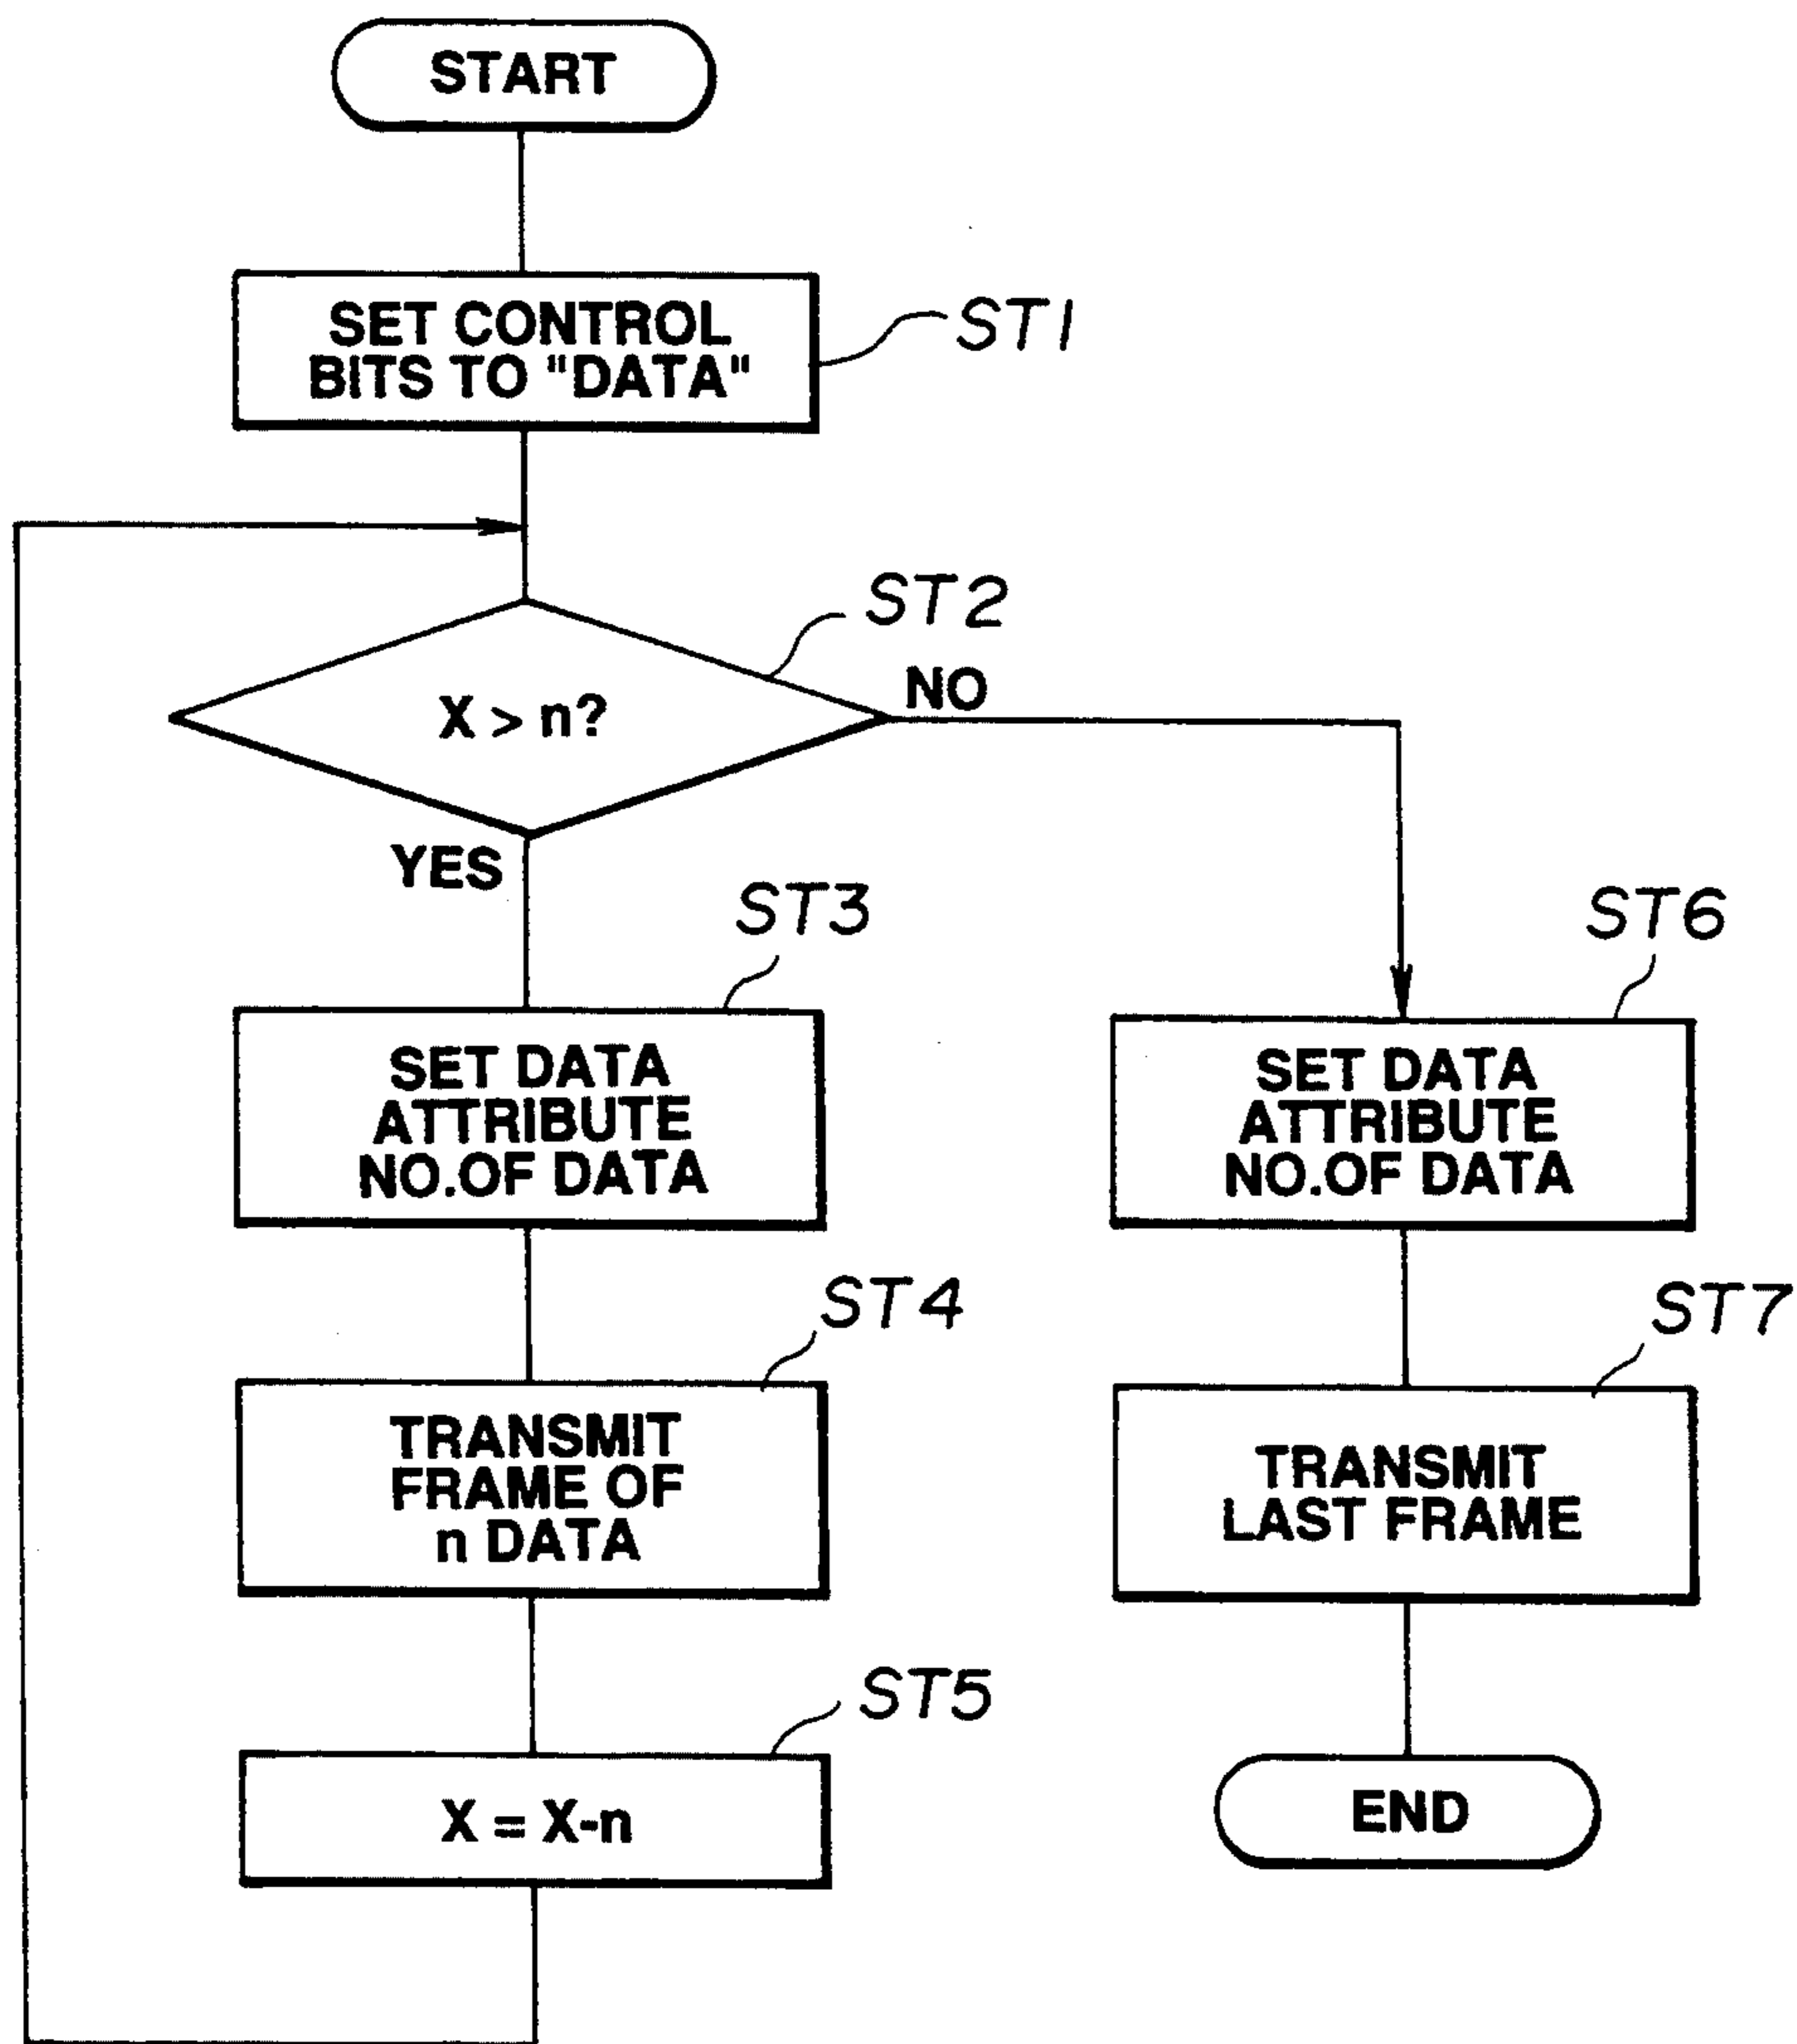 START
SET CONTROL
BITS TO "DATA"
ST1
ST2
X > n?
NO
YES
ST3
SET DATA
ATTRIBUTE
NO.OF DATA
ST6
SET DATA
ATTRIBUTE
NO.OF DATA
ST4
TRANSMIT
FRAME OF
n DATA
ST7
TRANSMIT
LAST FRAME
ST5
X = X-n
END